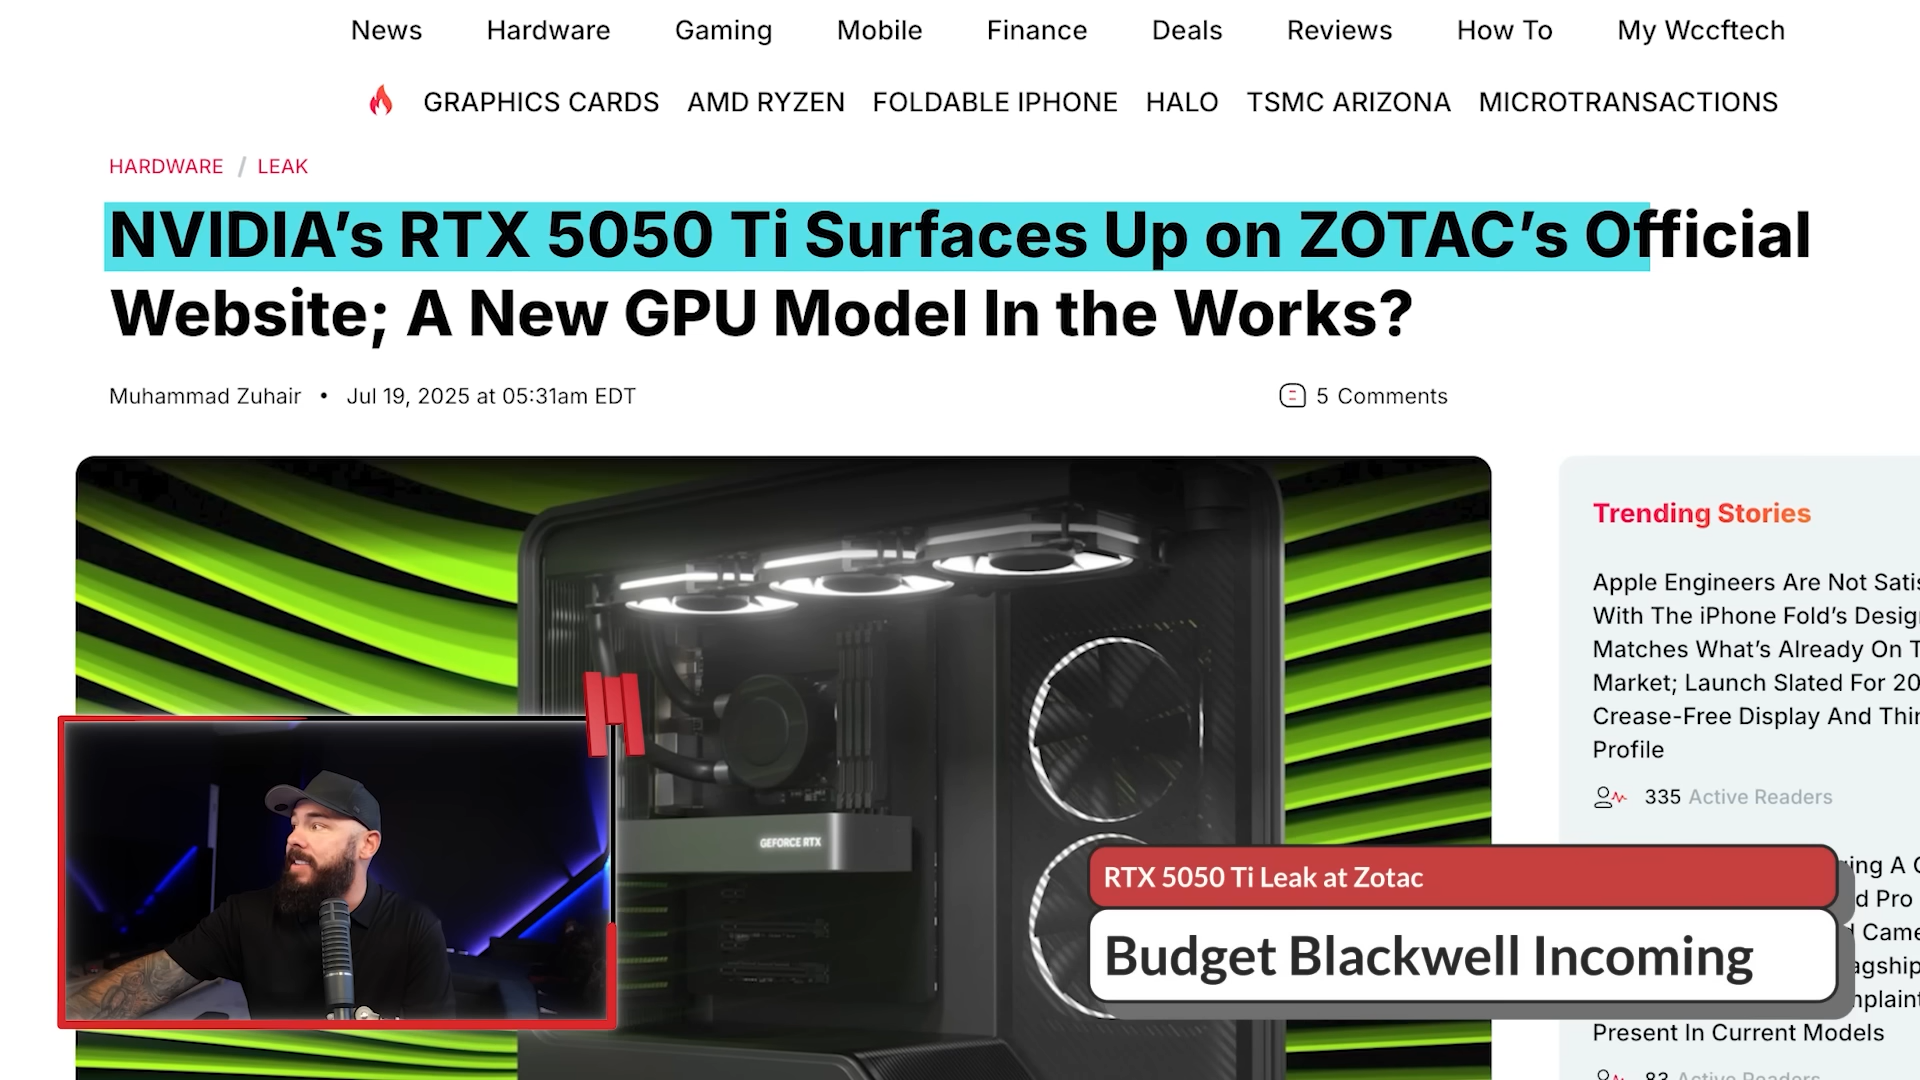 News Hardware Gaming Mobile Finance Deals Reviews How To My Wccftech
GRAPHICS CARDS AMD RYZEN FOLDABLE IPHONE HALO TSMC ARIZONA MICROTRANSACTIONS
HARDWARE / LEAK
NVIDIA’s RTX 5050 Ti Surfaces Up on ZOTAC’s Official
Website; A New GPU Model In the Works?
Muhammad Zuhair • Jul 19, 2025 at 05:31am EDT
5 Comments
GEFORCE RTX
RTX 5050 Ti Leak at Zotac
Budget Blackwell Incoming
Trending Stories
Apple Engineers Are Not
With The iPhone Fold’s
Matches What’s Already On
Market; Launch Slated For
Crease-Free Display And
Profile
335 Active Readers
A
Pro
Present In Current Models
83 Active Readers